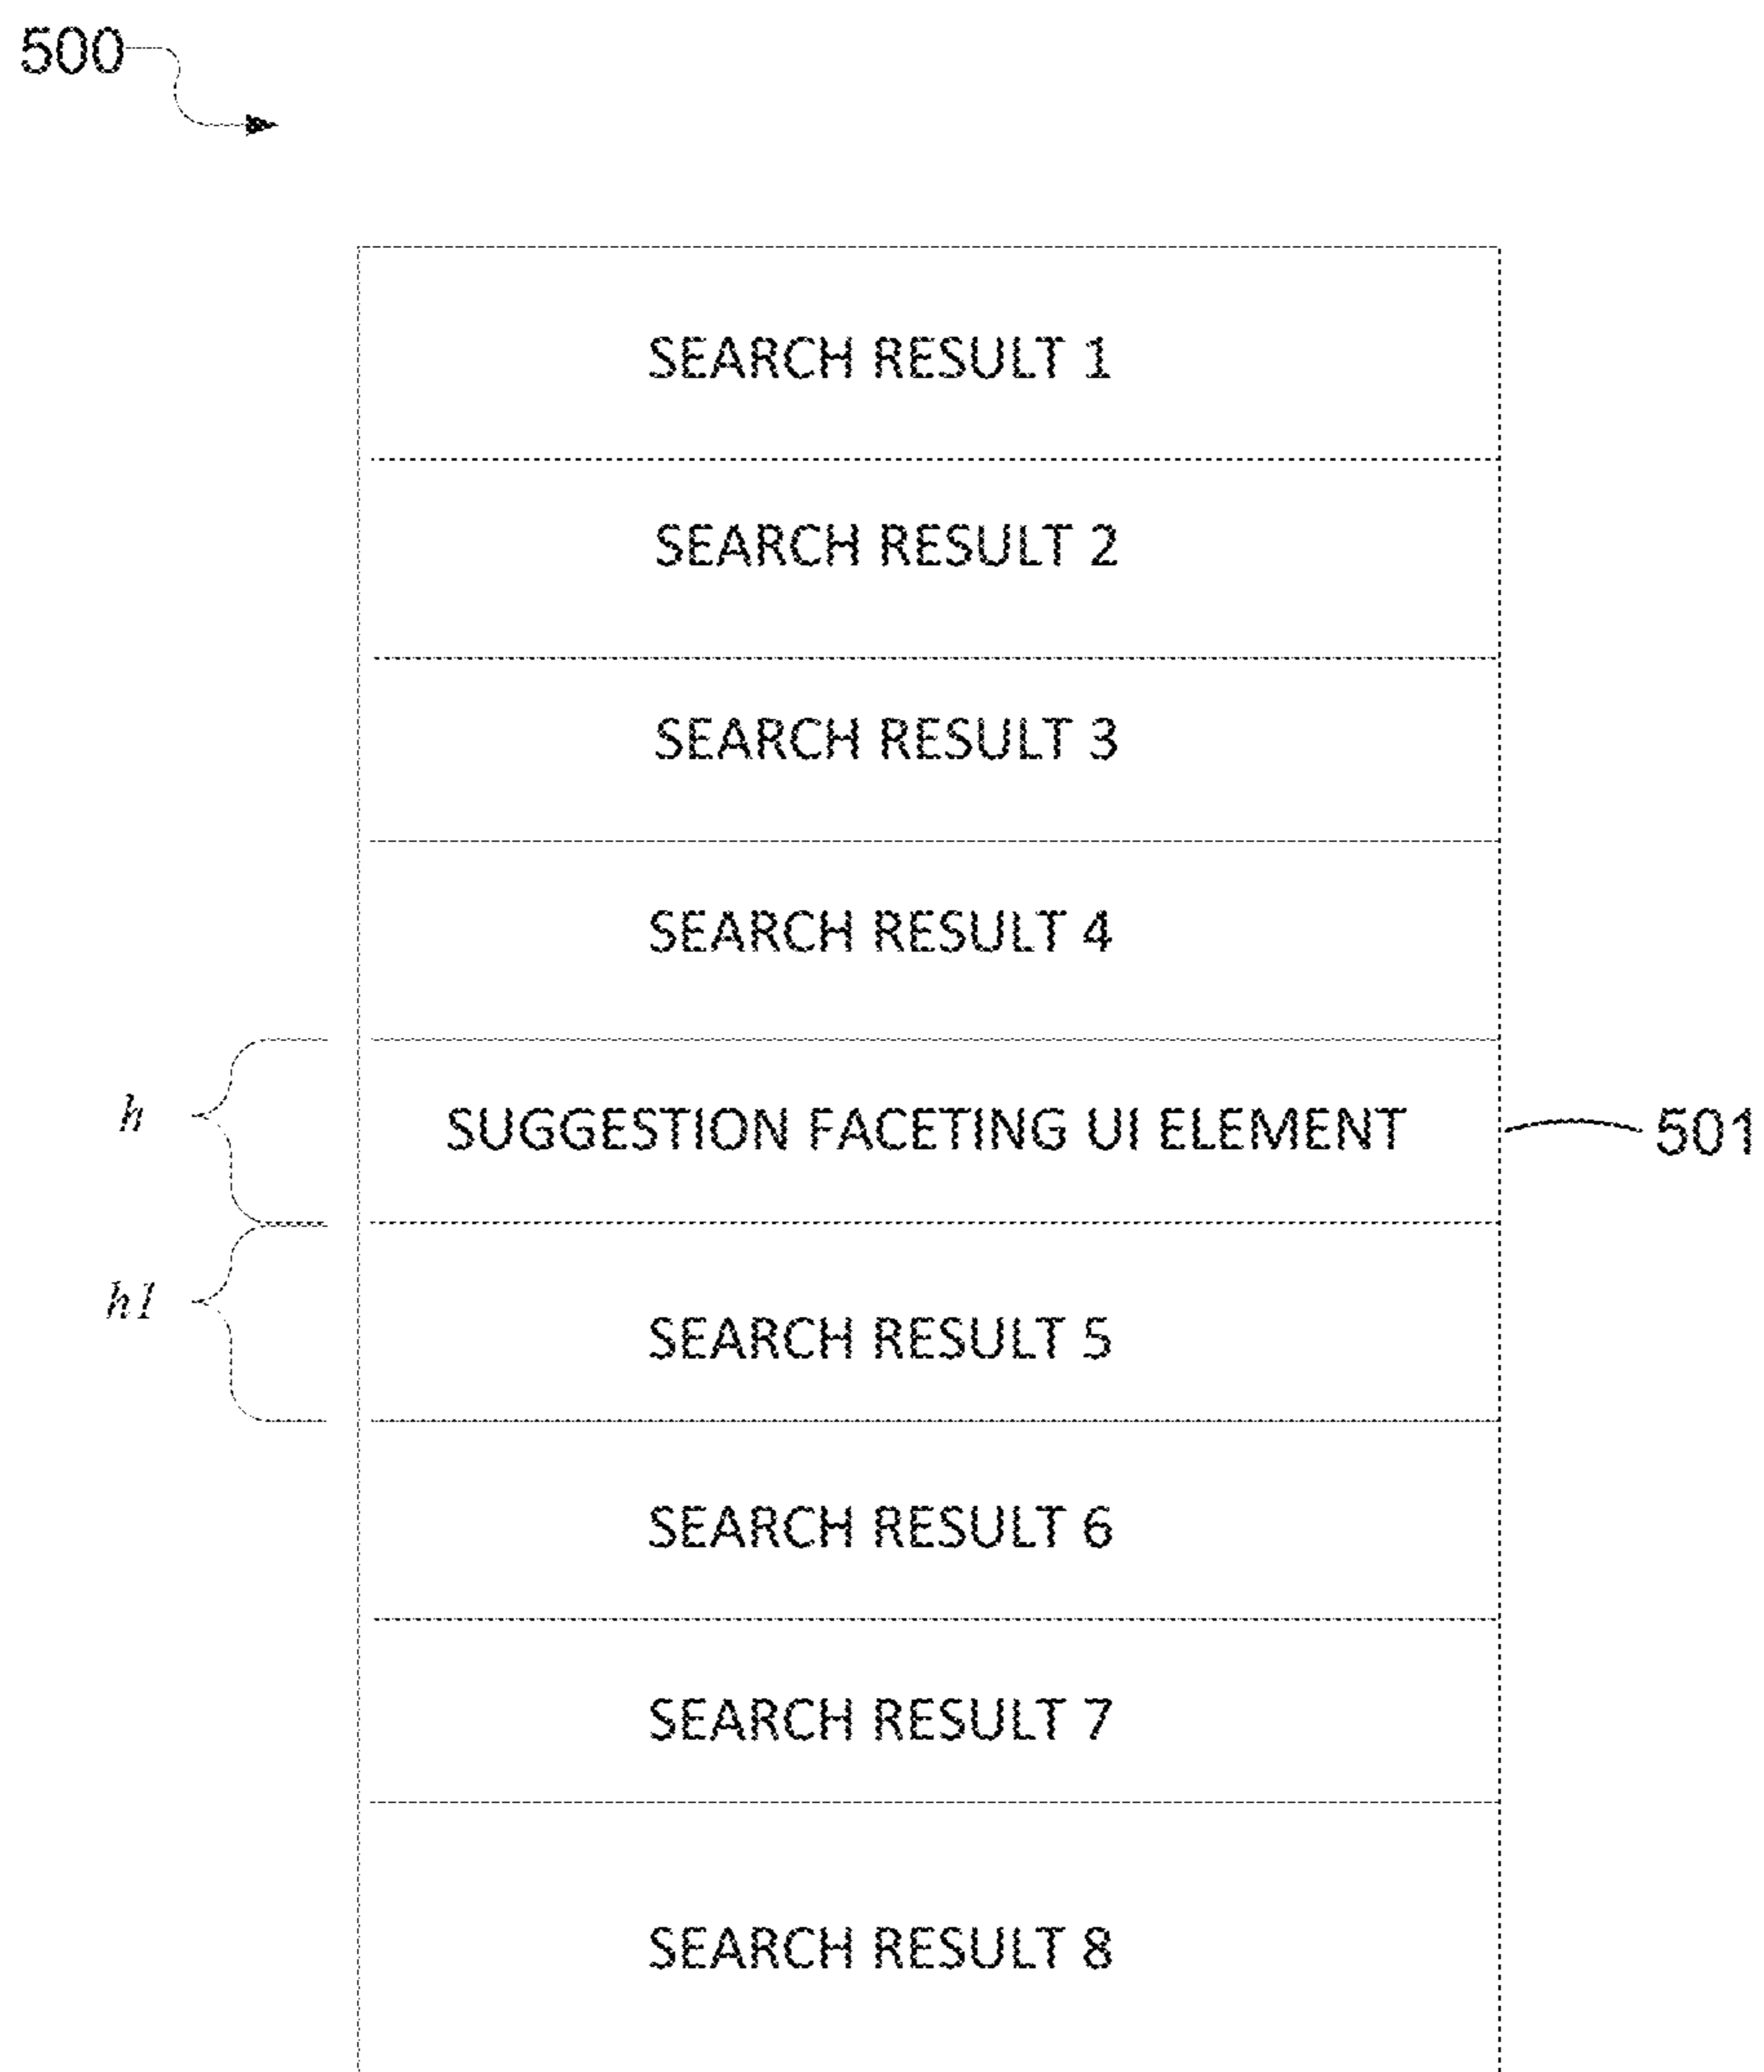 500
SEARCH RESULT 1
SEARCH RESULT 2
SEARCH RESULT 3
SEARCH RESULT 4
h
SUGGESTION FACETING UI ELEMENT
501
h1
SEARCH RESULT 5
SEARCH RESULT 6
SEARCH RESULT 7
SEARCH RESULT 8